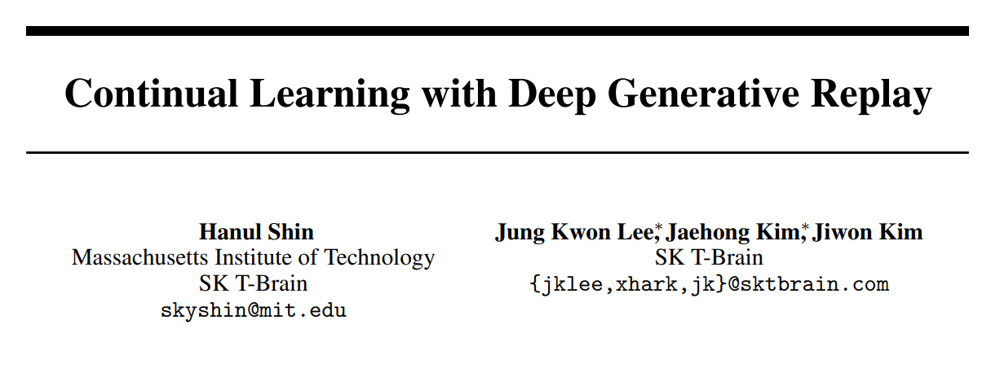 Continual Learning with Deep Generative Replay
Hanul Shin
Massachusetts Institute of Technology
SK T-Brain
skyshin@mit.edu
Jung Kwon Lee,* Jaehong Kim,* Jiwon Kim
SK T-Brain
{jklee,xhark,jk}@sktbrain.com